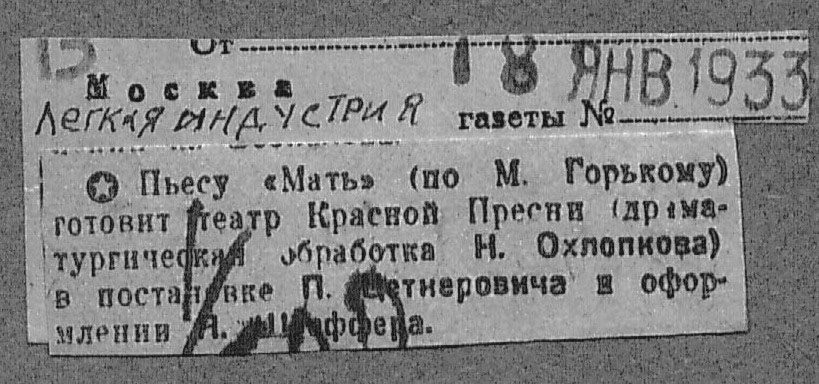 От
18 ЯНВ. 1933
Москва
Легкая индустрия
газеты №
Пьесу «Мать» (по М. Горькому)
готовит театр Красной Пресни (драма-
тургическая обработка Н. Охлопкова)
в постановке П. Цетнеровича в офор-
млении Штоффера.